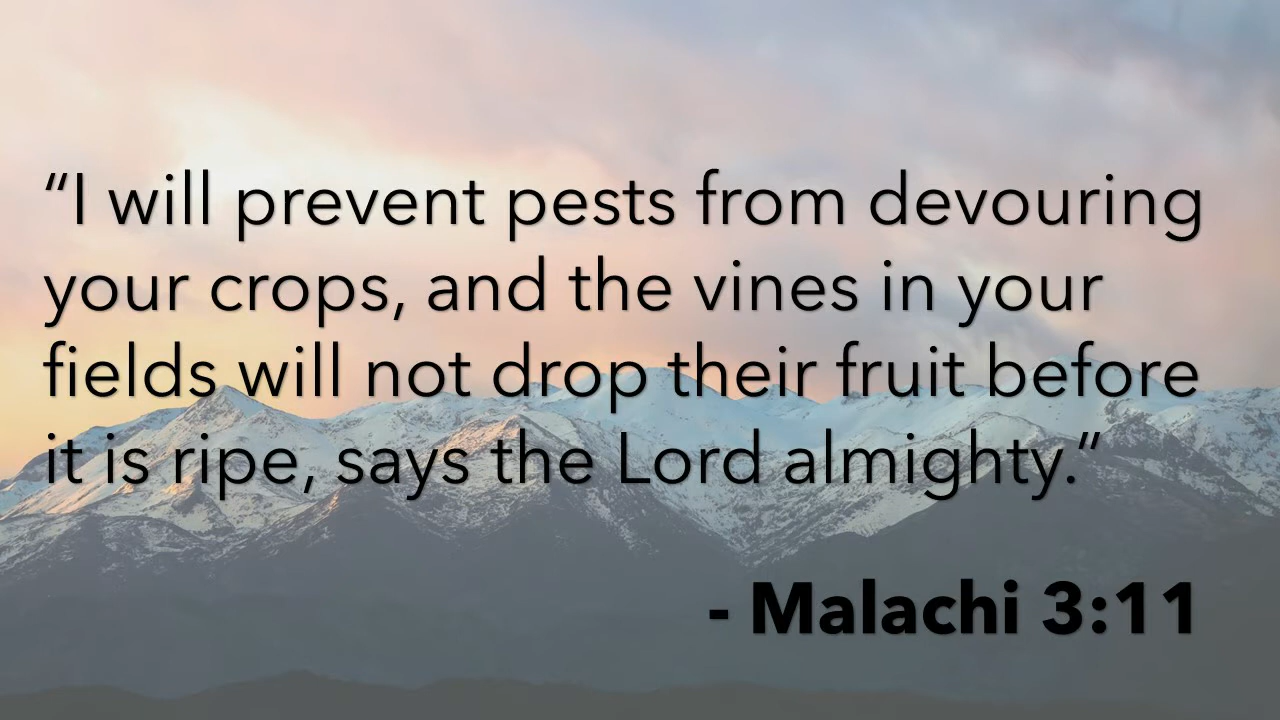 “I will prevent pests from devouring
your crops, and the vines in your
fields will not drop their fruit before
it is ripe, says the Lord almighty.”
- Malachi 3:11